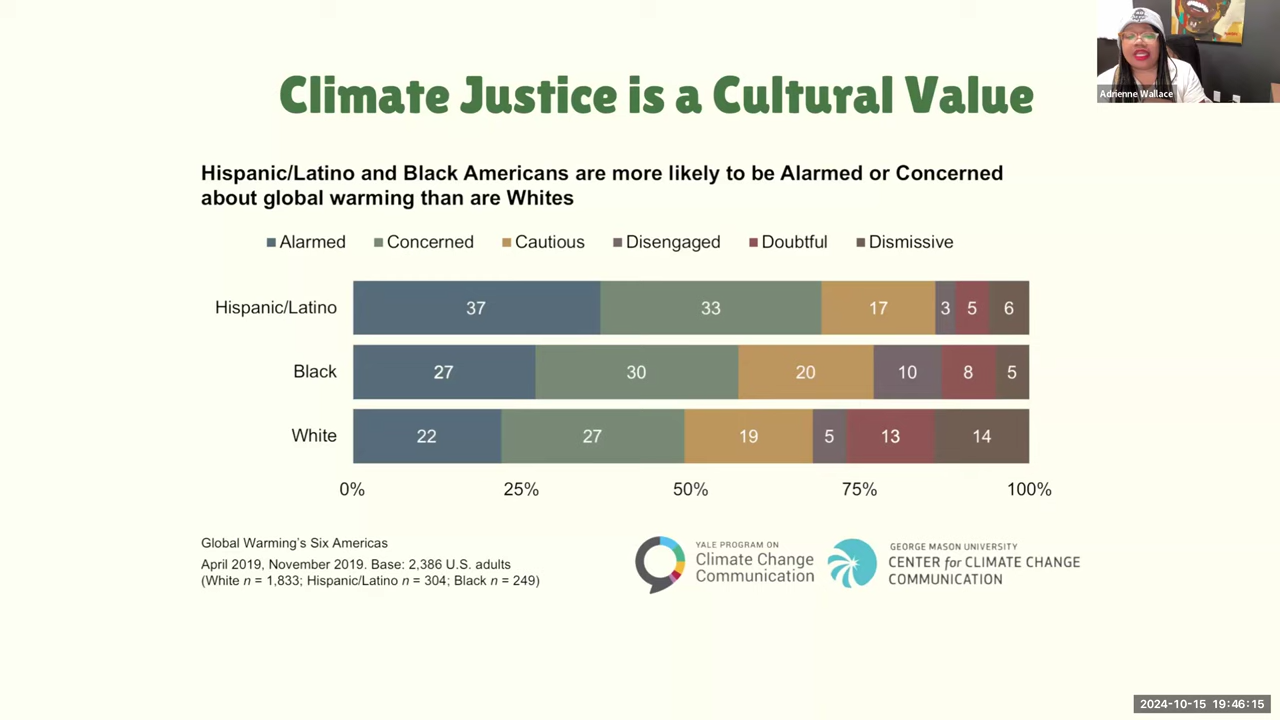 Climate Justice is a Cultural Value
Adrienne Wallace
Hispanic/Latino and Black Americans are more likely to be Alarmed or Concerned
about global warming than are Whites
Alarmed Concerned Cautious Disengaged Doubtful Dismissive
Hispanic/Latino 37 33 17 3 5 6
Black 27 30 20 10 8 5
White 22 27 19 5 13 14
0% 25% 50% 75% 100%
Global Warming's Six Americas
April 2019, November 2019. Base: 2,386 U.S. adults
(White n = 1,833; Hispanic/Latino n = 304; Black n = 249)
YALE PROGRAM ON
Climate Change
Communication
GEORGE MASON UNIVERSITY
CENTER for CLIMATE CHANGE
COMMUNICATION
2024-10-15 19:46:15